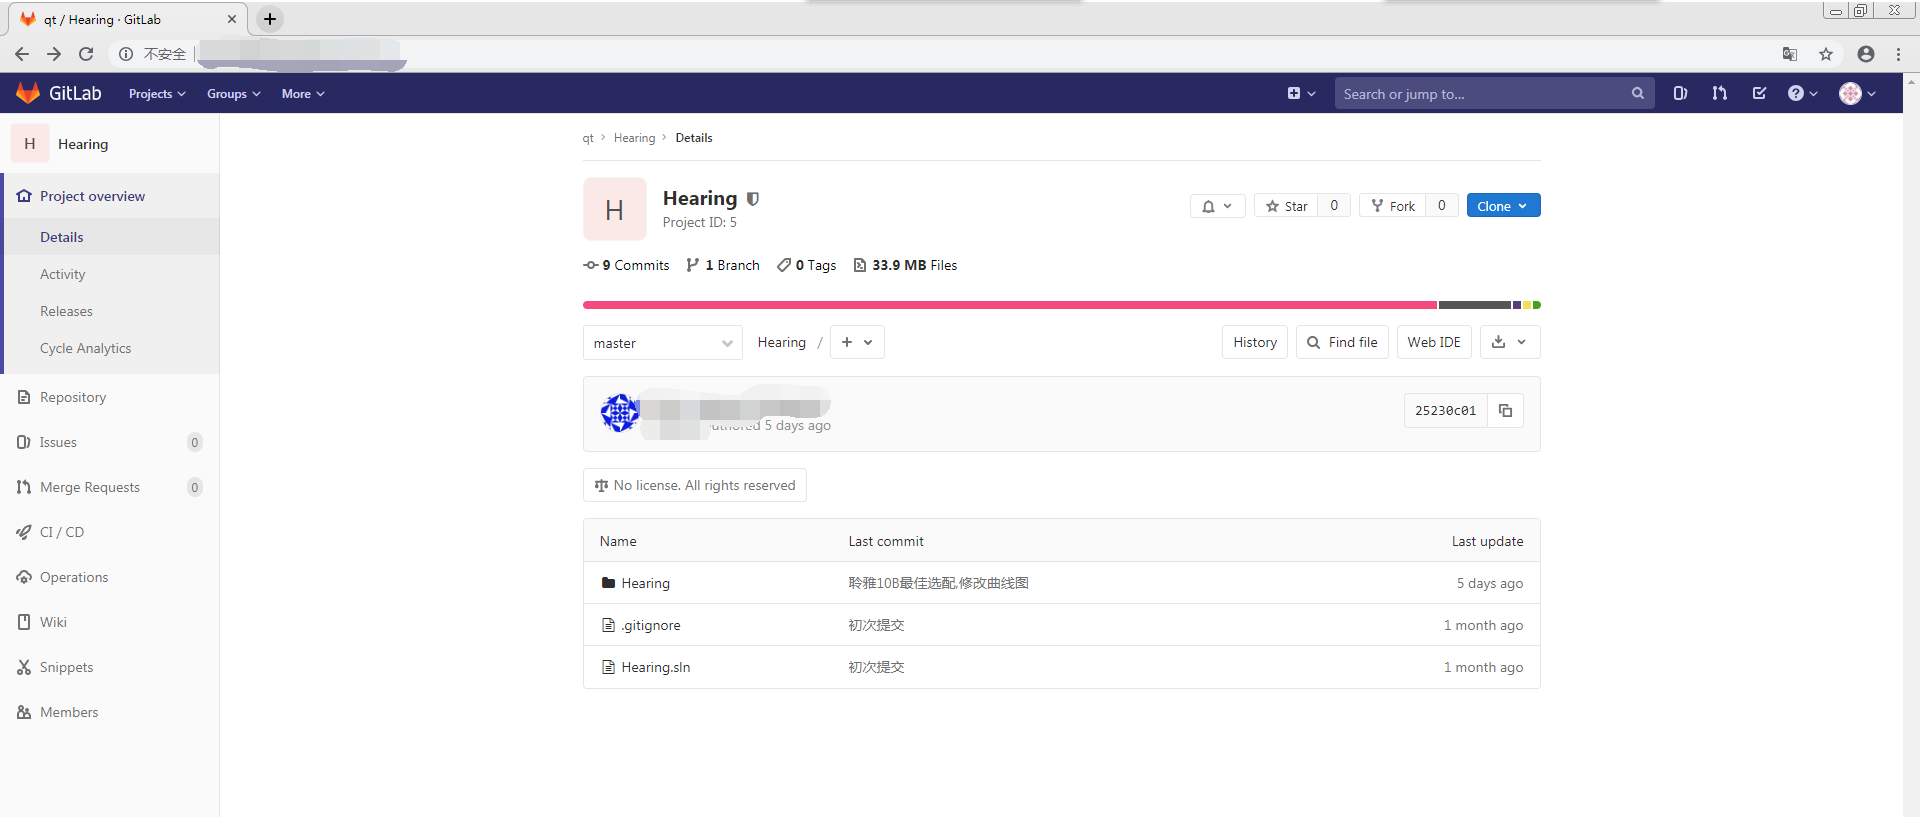 qt / Hearing · GitLab
不安全
GitLab Projects Groups More Search or jump to...
H Hearing
Project overview
Details
Activity
Releases
Cycle Analytics
Repository
Issues 0
Merge Requests 0
CI / CD
Operations
Wiki
Snippets
Members
qt > Hearing > Details
H
Hearing
Project ID: 5
Star 0 Fork 0 Clone
9 Commits 1 Branch 0 Tags 33.9 MB Files
master Hearing / + History Find file Web IDE
5 days ago
25230c01
No license. All rights reserved
Name Last commit Last update
Hearing 聆雅10B最佳选配,修改曲线图 5 days ago
.gitignore 初次提交 1 month ago
Hearing.sln 初次提交 1 month ago